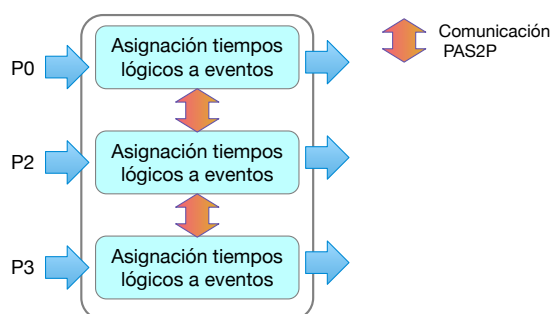 P0
Asignación tiempos
lógicos a eventos
Comunicación
PAS2P
P2
Asignación tiempos
lógicos a eventos
P3
Asignación tiempos
lógicos a eventos